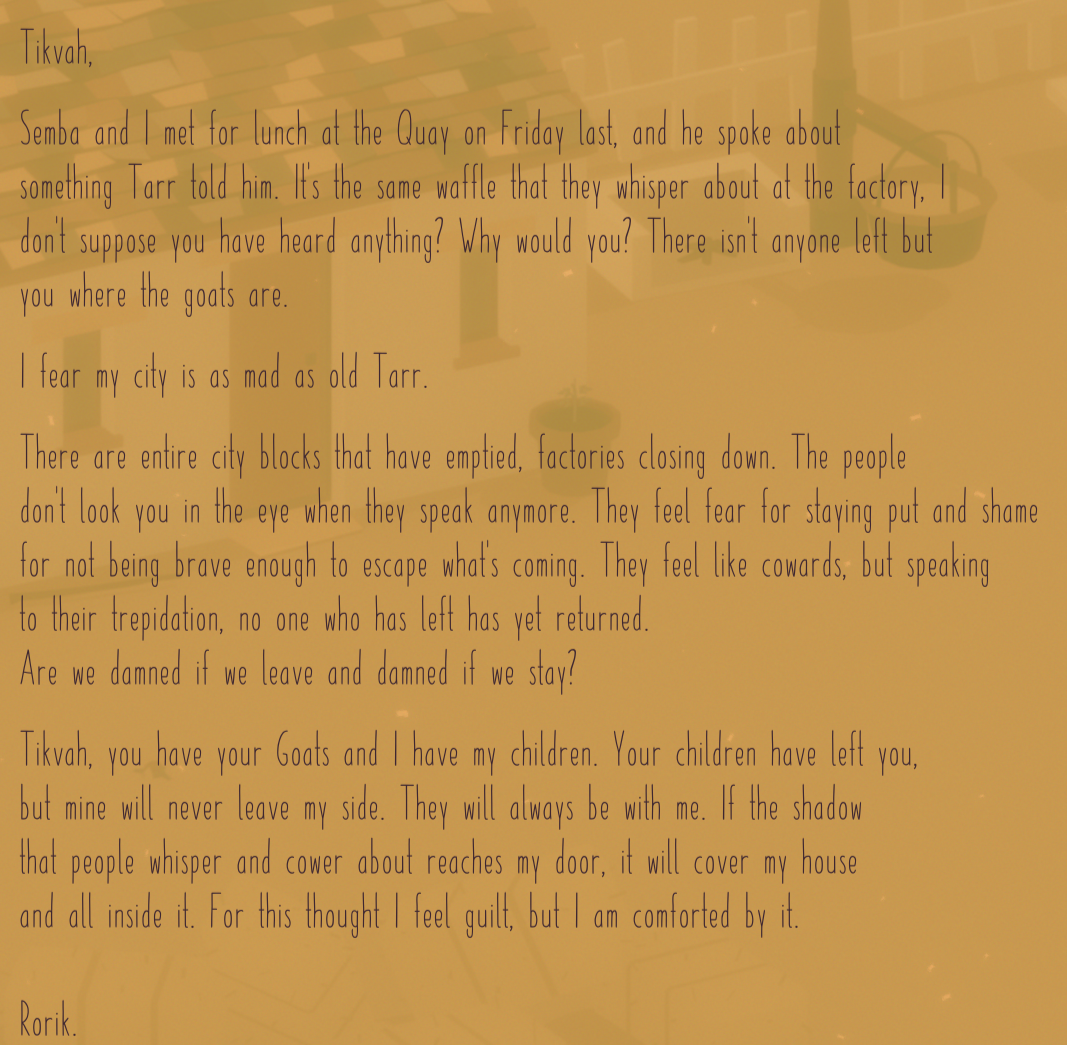 Tikvah,
Semba and I met for lunch at the Quay on Friday last, and he spoke about
something Tarr told him. It's the same waffle that they whisper about at the factory, I
don't suppose you have heard anything? Why would you? There isn't anyone left but
you where the goats are.
I fear my city is as mad as old Tarr.
There are entire city blocks that have emptied, factories closing down. The people
don't look you in the eye when they speak anymore. They feel fear for staying put and shame
for not being brave enough to escape what's coming. They feel like cowards, but speaking
to their trepidation, no one who has left has yet returned.
Are we damned if we leave and damned if we stay?
Tikvah, you have your Goats and I have my children. Your children have left you,
but mine will never leave my side. They will always be with me. If the shadow
that people whisper and cower about reaches my door, it will cover my house
and all inside it. For this thought I feel guilt, but I am comforted by it.
Rorik.